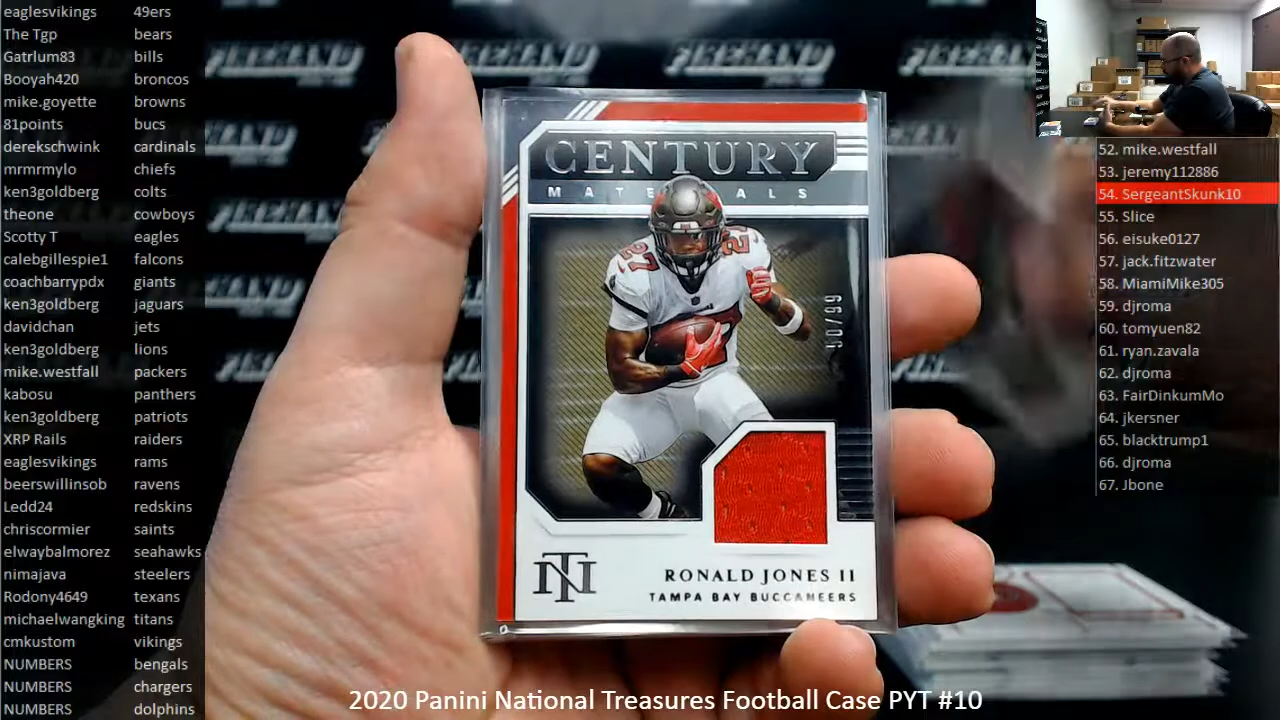 eaglesvikings 49ers
The Tgp bears
Gatrlum83 bills
Booyah420 broncos
mike.goyette browns
81points bucs
derekschwink cardinals
mrmrmylo chiefs
ken3goldberg colts
theone cowboys
Scotty T eagles
calebgillespie1 falcons
coachbarrypdx giants
ken3goldberg jaguars
davidchan jets
ken3goldberg lions
mike.westfall packers
kabosu panthers
ken3goldberg patriots
XRP Rails raiders
eaglesvikings rams
beerswillinsob ravens
Ledd24 redskins
chriscormier saints
elwaybalmorez seahawks
nimajava steelers
Rodony4649 texans
michaelwangking titans
cmkustom vikings
NUMBERS bengals
NUMBERS chargers
NUMBERS dolphins
FIREHAND FIREHAND FIREHAND FIREHAND
CENTURY
MATERIALS
27
NT
RONALD JONES II
TAMPA BAY BUCCANEERS
52. mike.westfall
53. jeremy112886
54. SergeantSkunk10
55. Slice
56. eisuke0127
57. jack.fitzwater
58. MiamiMike305
59. djroma
60. tomyuen82
61. ryan.zavala
62. djroma
63. FairDinkumMo
64. jkersner
65. blacktrump1
66. djroma
67. Jbone
2020 Panini National Treasures Football Case PYT #10